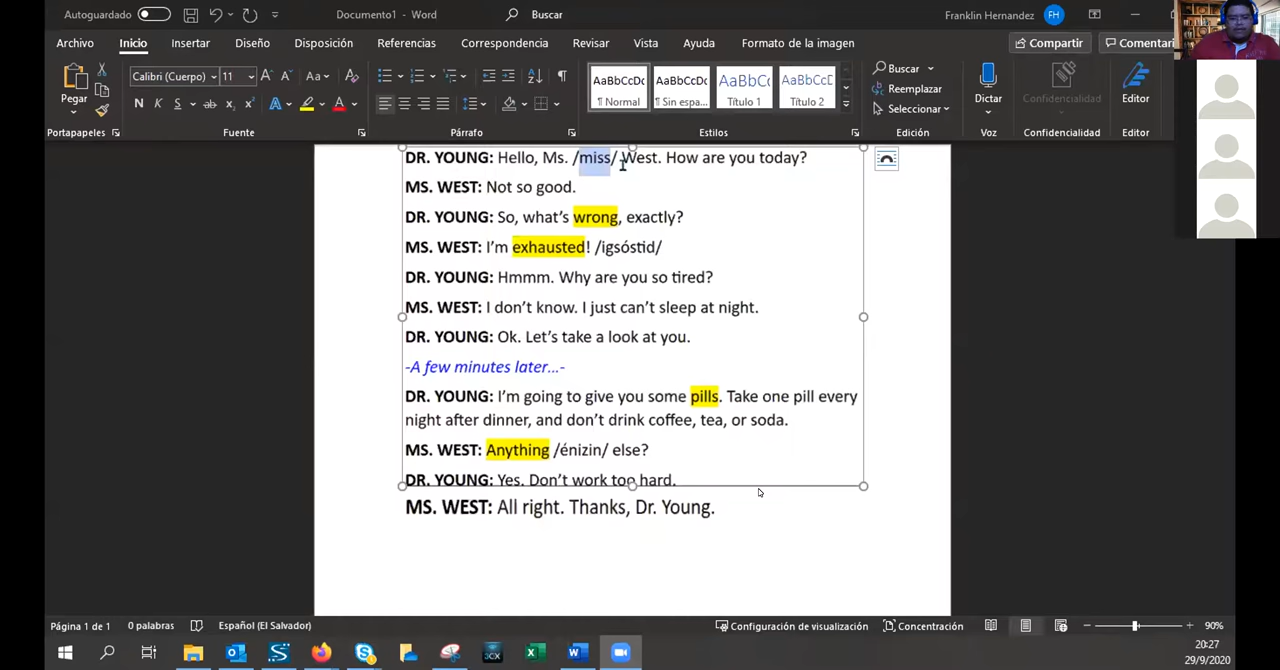 Autoguardado
Documento1 - Word
Buscar
Franklin Hernandez
FH
Archivo Inicio Insertar Diseño Disposición Referencias Correspondencia Revisar Vista Ayuda Formato de la imagen
Compartir
Comentari
Pegar
Calibri (Cuerpo) 11
Aa
N K S ab x x A A
AaBbCcDc
¶ Normal
AaBbCcDc
¶ Sin espa...
AaBbC(
Título 1
AaBbCcD
Título 2
Buscar
Reemplazar
Seleccionar
Dictar
Confidencialidad
Editor
Portapapeles Fuente Párrafo Estilos Edición Voz Confidencialidad Editor
DR. YOUNG: Hello, Ms. /miss/ West. How are you today?
MS. WEST: Not so good.
DR. YOUNG: So, what's wrong, exactly?
MS. WEST: I'm exhausted! /igsóstid/
DR. YOUNG: Hmmm. Why are you so tired?
MS. WEST: I don't know. I just can't sleep at night.
DR. YOUNG: Ok. Let's take a look at you.
-A few minutes later...-
DR. YOUNG: I'm going to give you some pills. Take one pill every
night after dinner, and don't drink coffee, tea, or soda.
MS. WEST: Anything /énizin/ else?
DR. YOUNG: Yes. Don't work too hard.
MS. WEST: All right. Thanks, Dr. Young.
Página 1 de 1 0 palabras Español (El Salvador)
Configuración de visualización Concentración 90%
20:27
29/9/2020